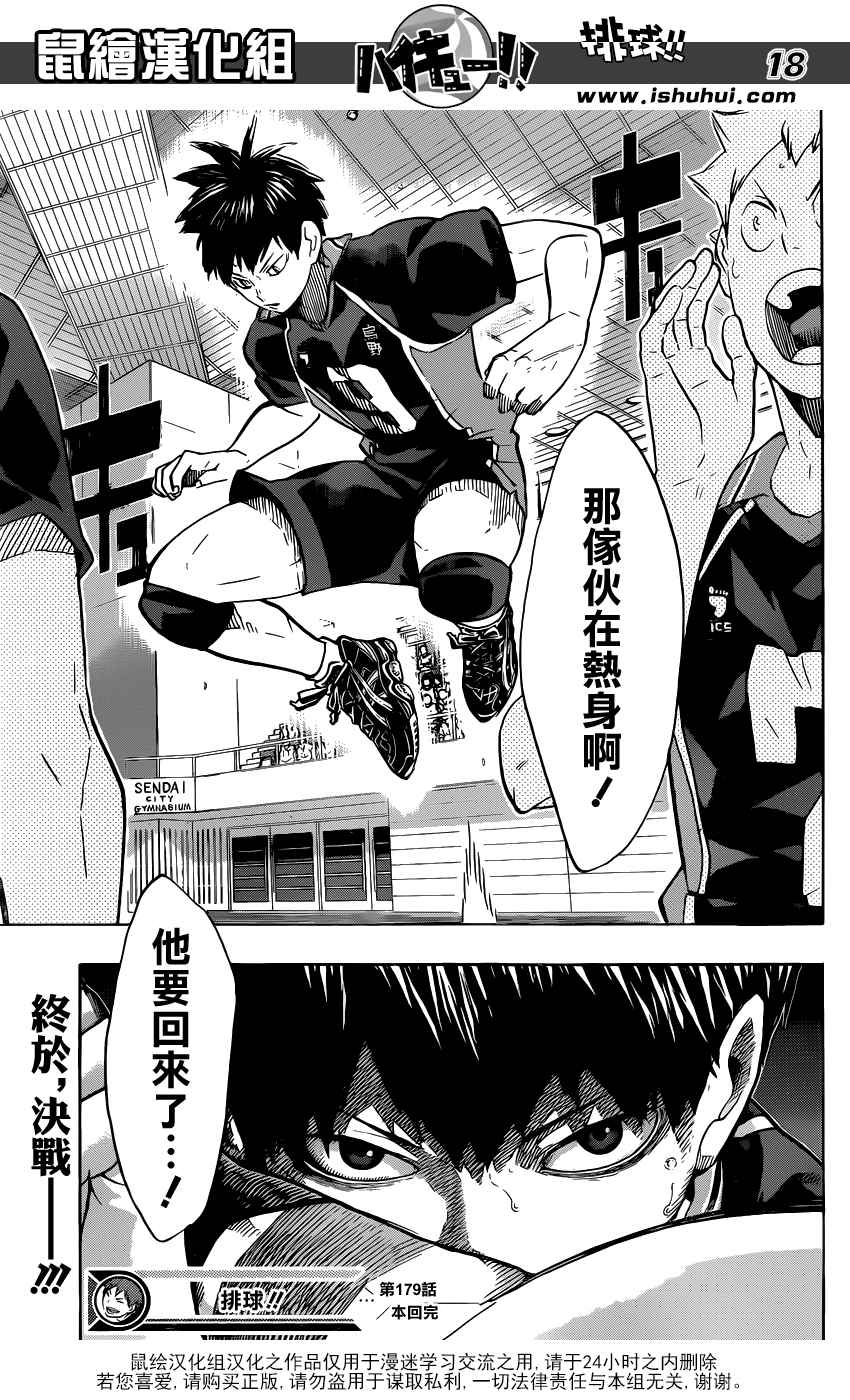 鼠繪漢化組
ハイキュー!!
排球!!
18
www.ishuhui.com
烏野
キ
キ
那傢伙在熱身啊!
ics
SENDAI
CITY
GYMNASIUM
他要回來了…!
終於,決戰——!!!
排球!!
…
第179話
/本回完
鼠绘汉化组汉化之作品仅用于漫迷学习交流之用,请于24小时之内删除
若您喜爱,请购买正版,请勿盗用于谋取私利,一切法律责任与本组无关,谢谢。